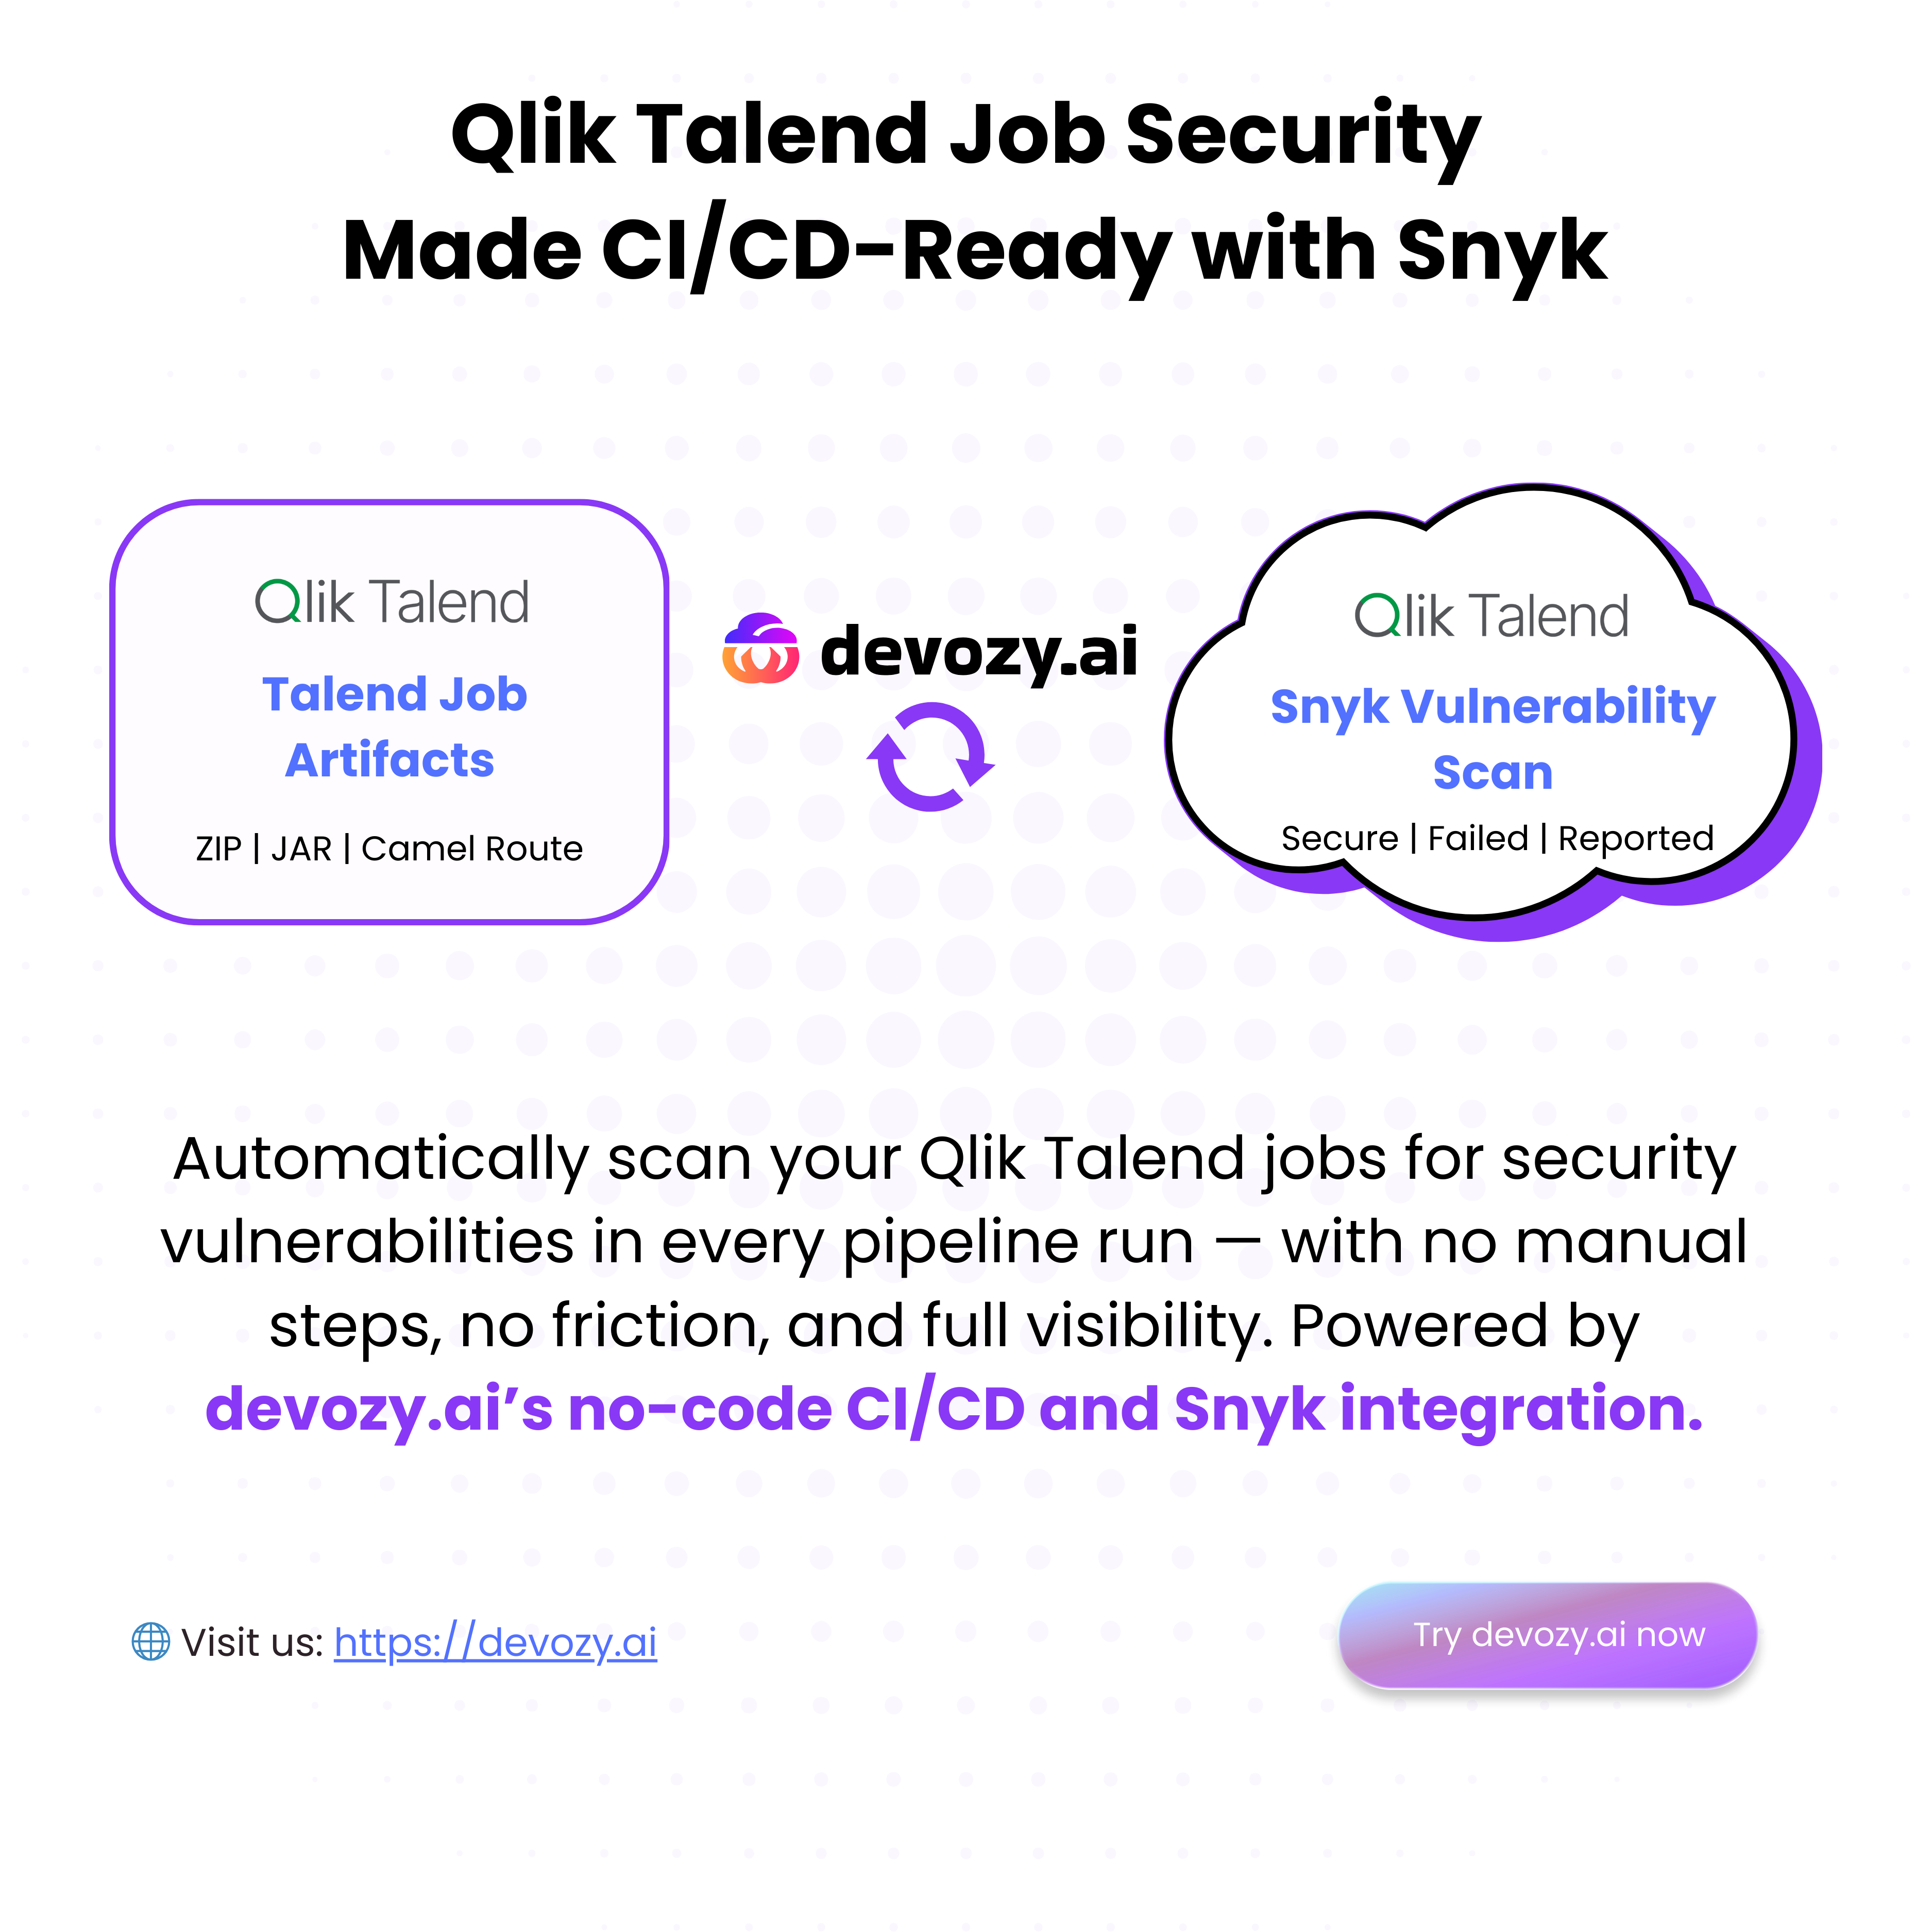 Qlik Talend Job Security
Made CI/CD-Ready with Snyk
Qlik Talend
Talend Job
Artifacts
ZIP | JAR | Camel Route
devozy.ai
Qlik Talend
Snyk Vulnerability
Scan
Secure | Failed | Reported
Automatically scan your Qlik Talend jobs for security
vulnerabilities in every pipeline run — with no manual
steps, no friction, and full visibility. Powered by
devozy.ai’s no-code CI/CD and Snyk integration.
Visit us: https://devozy.ai
Try devozy.ai now